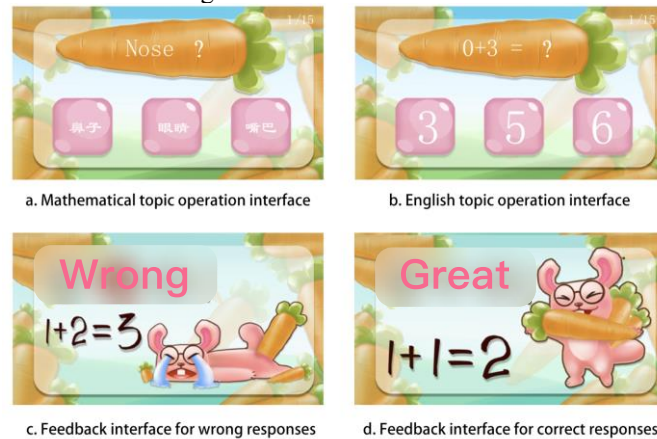 1/15
Nose ?
鼻子 眼睛 嘴巴
a. Mathematical topic operation interface
1/15
0+3 = ?
3 5 6
b. English topic operation interface
Wrong
1+2=3
c. Feedback interface for wrong responses
Great
1+1=2
d. Feedback interface for correct responses